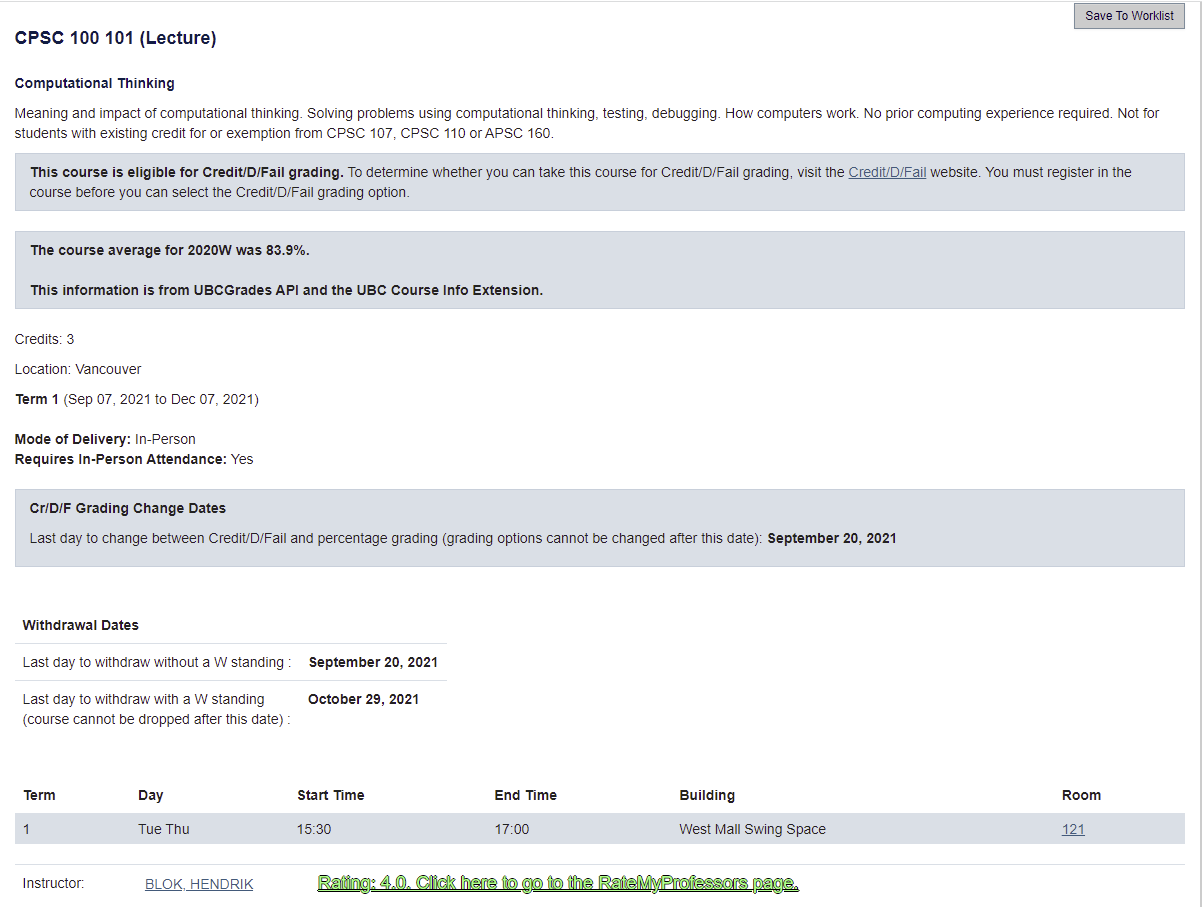 Save To Worklist
CPSC 100 101 (Lecture)
Computational Thinking
Meaning and impact of computational thinking. Solving problems using computational thinking, testing, debugging. How computers work. No prior computing experience required. Not for
students with existing credit for or exemption from CPSC 107, CPSC 110 or APSC 160.
This course is eligible for Credit/D/Fail grading. To determine whether you can take this course for Credit/D/Fail grading, visit the Credit/D/Fail website. You must register in the
course before you can select the Credit/D/Fail grading option.
The course average for 2020W was 83.9%.
This information is from UBCGrades API and the UBC Course Info Extension.
Credits: 3
Location: Vancouver
Term 1 (Sep 07, 2021 to Dec 07, 2021)
Mode of Delivery: In-Person
Requires In-Person Attendance: Yes
Cr/D/F Grading Change Dates
Last day to change between Credit/D/Fail and percentage grading (grading options cannot be changed after this date): September 20, 2021
Withdrawal Dates
Last day to withdraw without a W standing : September 20, 2021
Last day to withdraw with a W standing October 29, 2021
(course cannot be dropped after this date) :
Term Day Start Time End Time Building Room
1 Tue Thu 15:30 17:00 West Mall Swing Space 121
Instructor: BLOK, HENDRIK Rating: 4.0. Click here to go to the RateMyProfessors page.